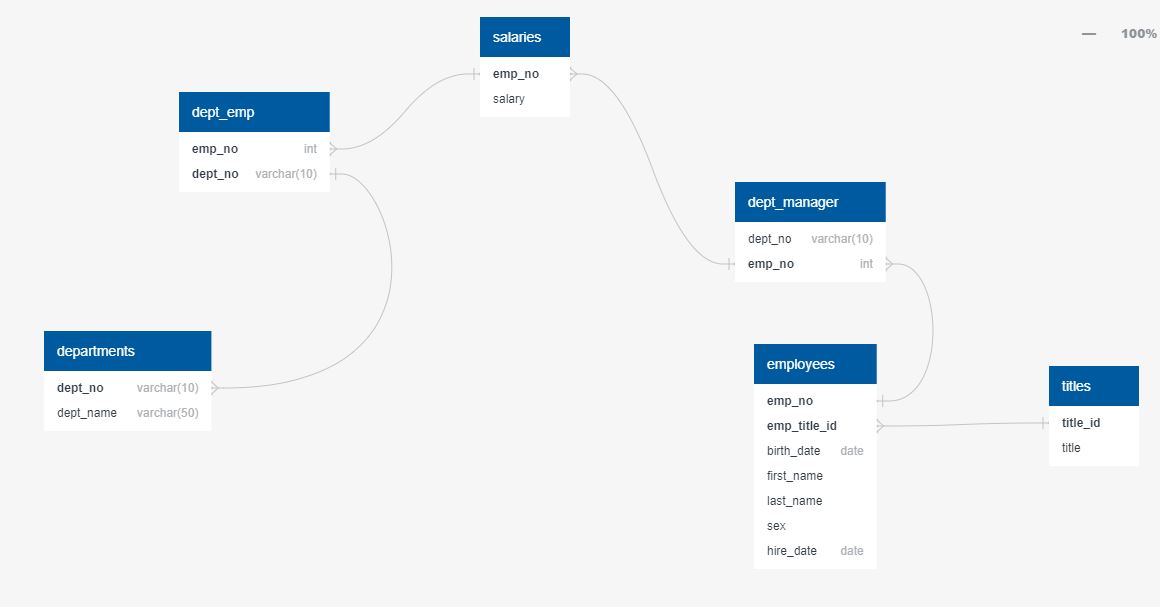 salaries
emp_no
salary
100%
dept_emp
emp_no int
dept_no varchar(10)
dept_manager
dept_no varchar(10)
emp_no int
departments
dept_no varchar(10)
dept_name varchar(50)
employees
emp_no
emp_title_id
birth_date date
first_name
last_name
sex
hire_date date
titles
title_id
title